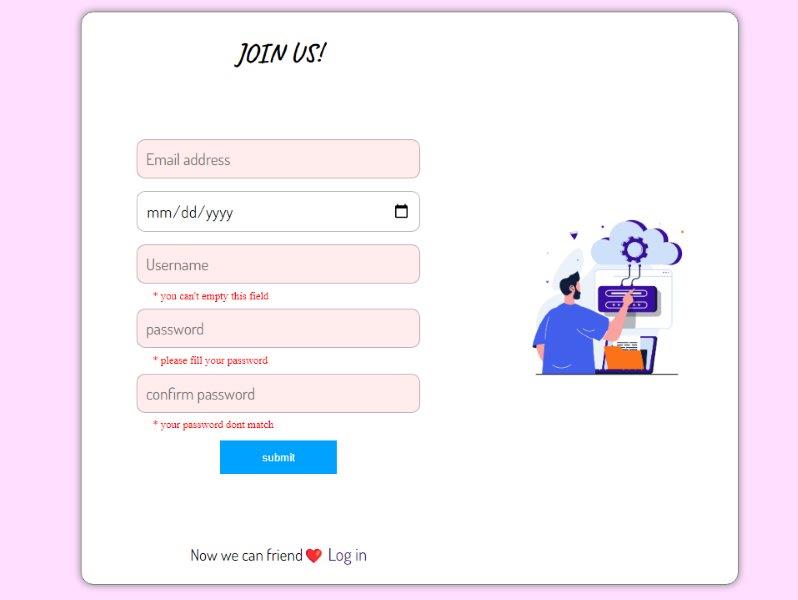 JOIN US!
Email address
mm/dd/yyyy
Username
* you can't empty this field
password
* please fill your password
confirm password
* your password dont match
submit
Now we can friend❤️ Log in